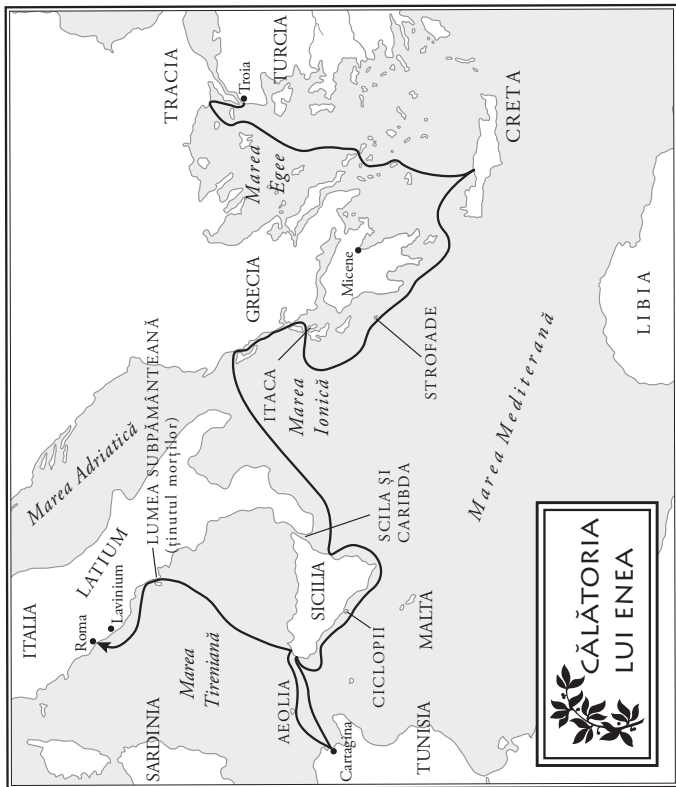 ITALIA
Roma
Lavinium
LATIUM
LUMEA SUBPĂMÂNTEANĂ
(ținutul morților)
Marea Adriatică
SARDINIA
Marea
Tireniană
AEOLIA
Cartagina
TUNISIA
SICILIA
CICLOPII
MALTA
SCILA ȘI
CARIBDA
ITACA
Marea
Ionică
GRECIA
Micene
STROFADE
Marea Mediterană
TRACIA
Troia
TURCIA
Marea
Egee
CRETA
LIBIA
CĂLĂTORIA
LUI ENEA